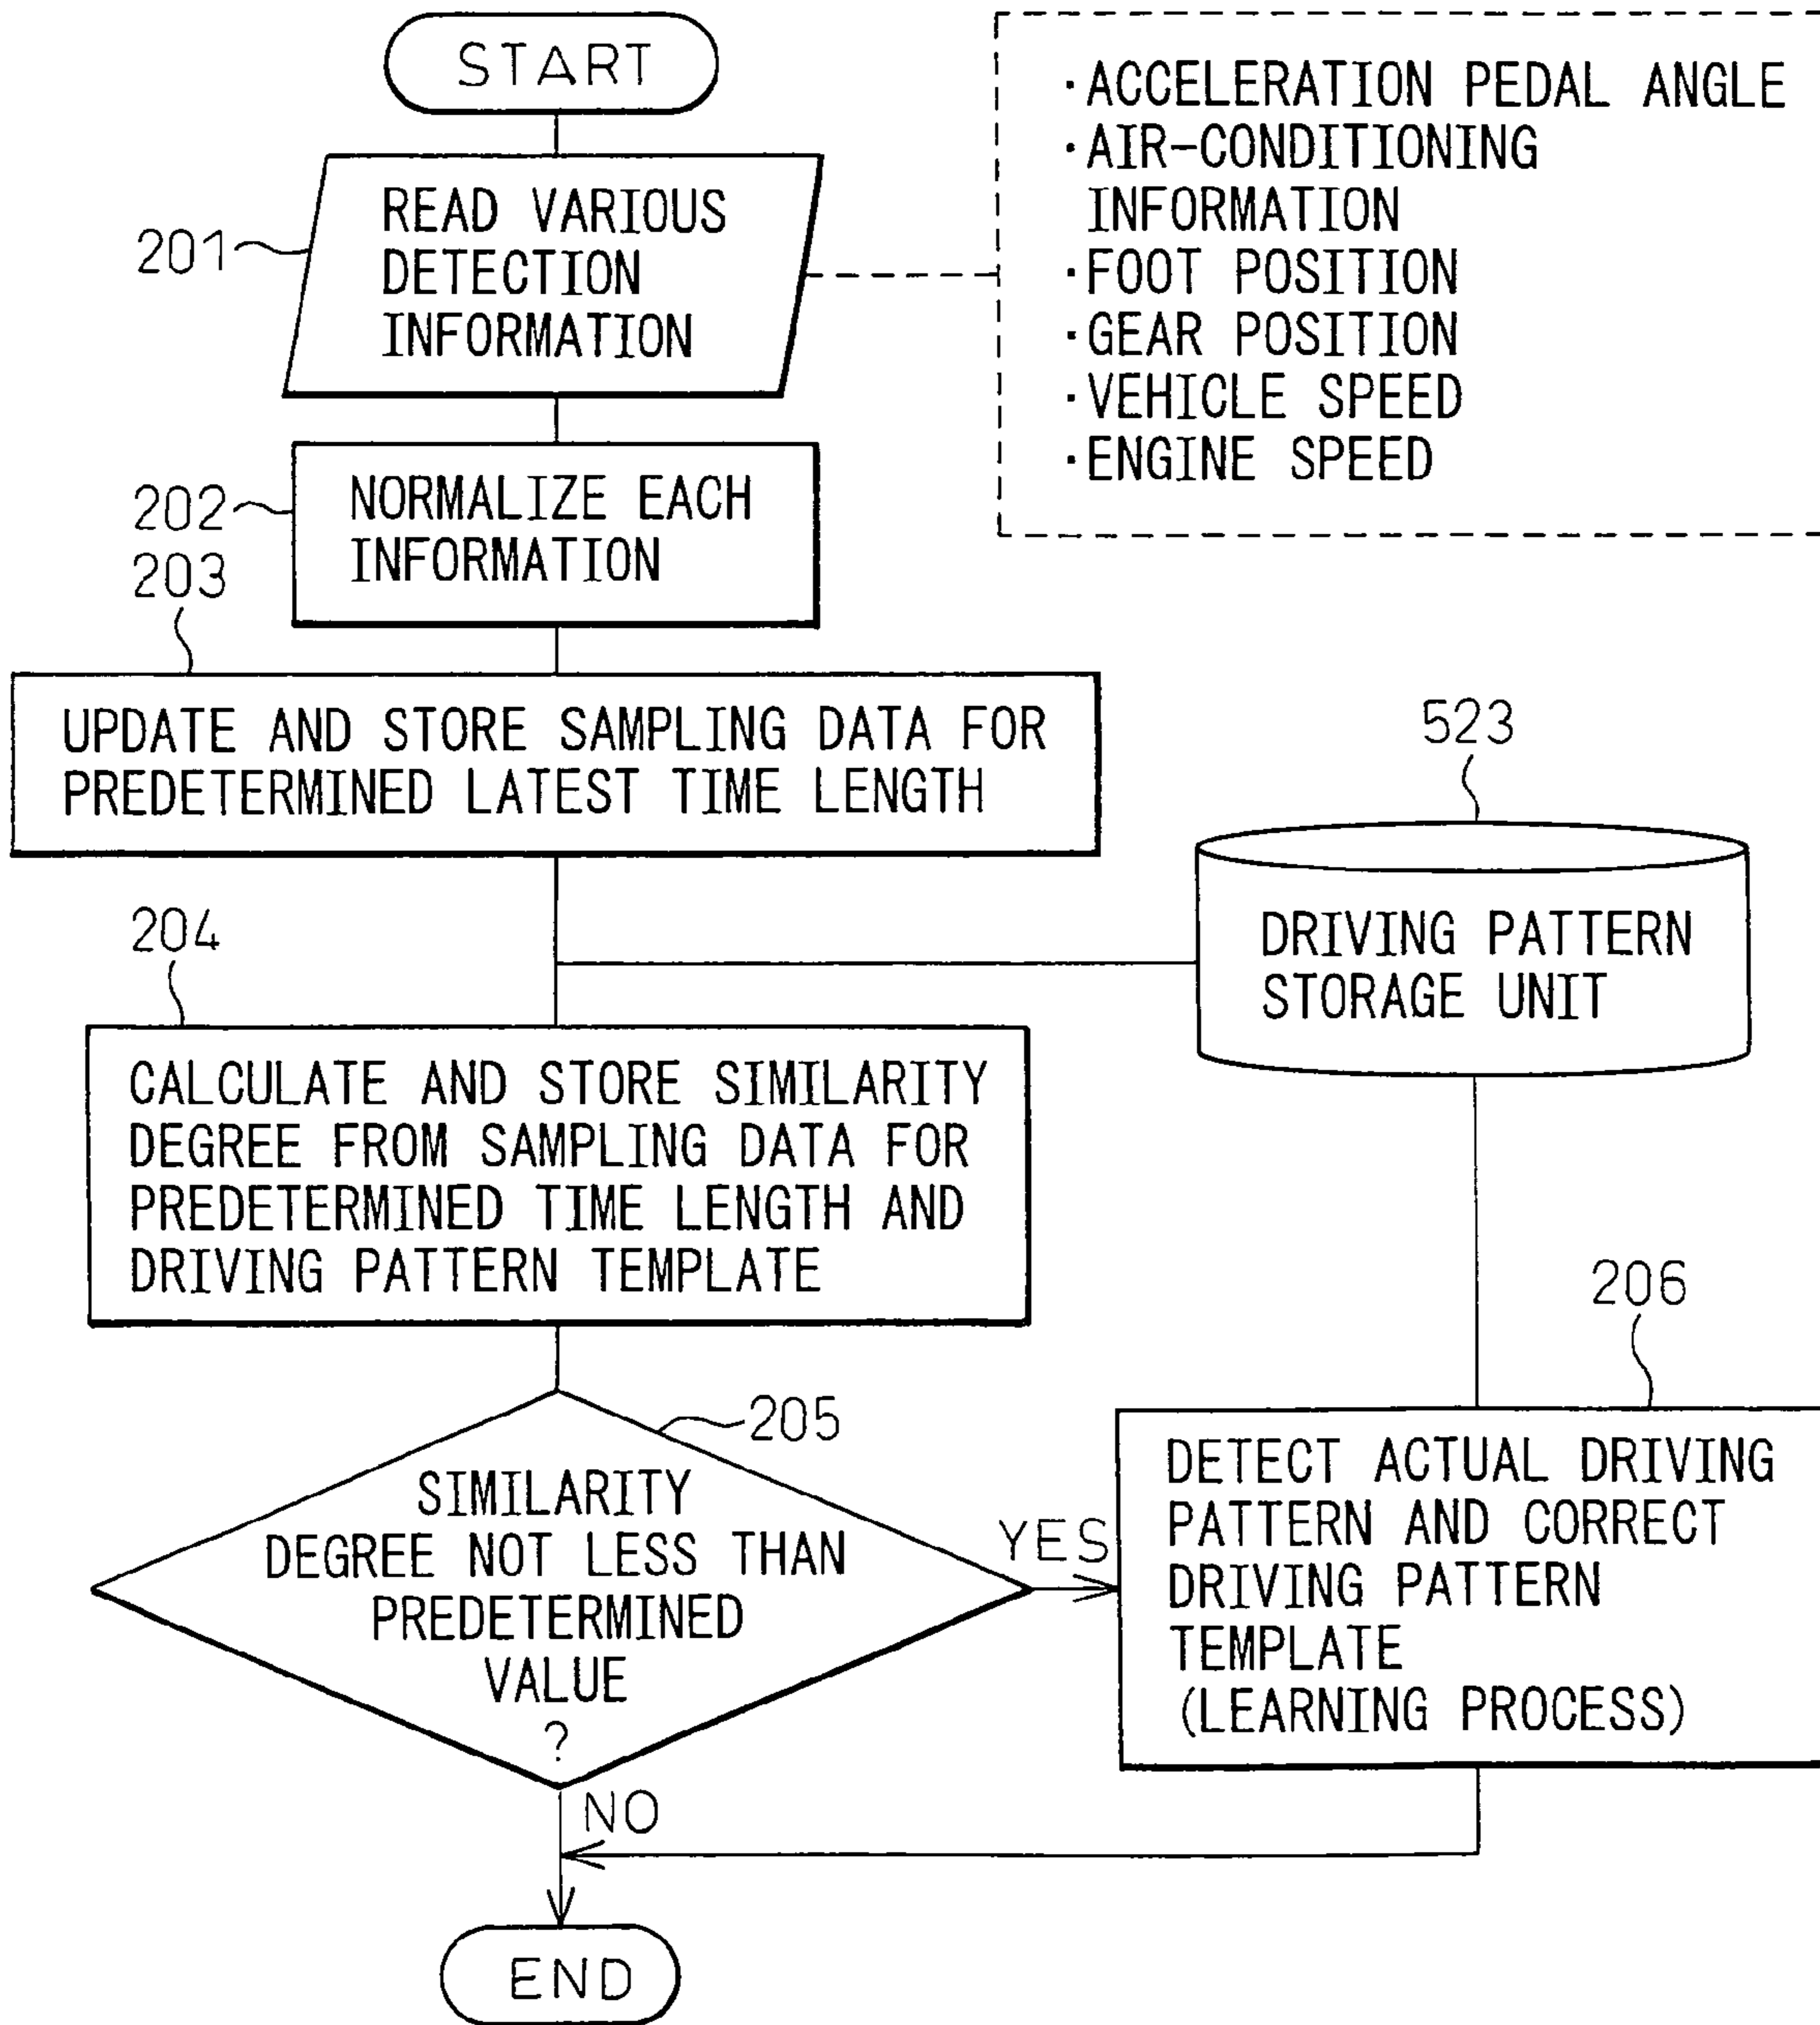 START
READ VARIOUS
DETECTION
INFORMATION
201
·ACCELERATION PEDAL ANGLE
·AIR-CONDITIONING
INFORMATION
·FOOT POSITION
·GEAR POSITION
·VEHICLE SPEED
·ENGINE SPEED
202
NORMALIZE EACH
INFORMATION
203
UPDATE AND STORE SAMPLING DATA FOR
PREDETERMINED LATEST TIME LENGTH
523
DRIVING PATTERN
STORAGE UNIT
204
CALCULATE AND STORE SIMILARITY
DEGREE FROM SAMPLING DATA FOR
PREDETERMINED TIME LENGTH AND
DRIVING PATTERN TEMPLATE
205
SIMILARITY
DEGREE NOT LESS THAN
PREDETERMINED
VALUE
?
YES
206
DETECT ACTUAL DRIVING
PATTERN AND CORRECT
DRIVING PATTERN
TEMPLATE
(LEARNING PROCESS)
NO
END